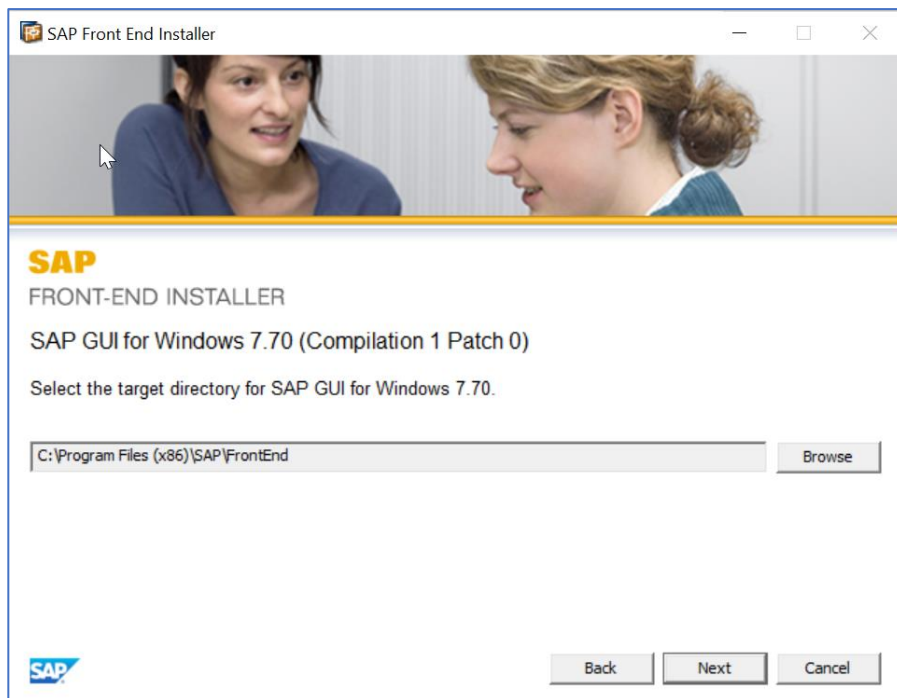 SAP Front End Installer
SAP
FRONT-END INSTALLER
SAP GUI for Windows 7.70 (Compilation 1 Patch 0)
Select the target directory for SAP GUI for Windows 7.70.
C:\Program Files (x86)\SAP\FrontEnd
Browse
SAP
Back
Next
Cancel